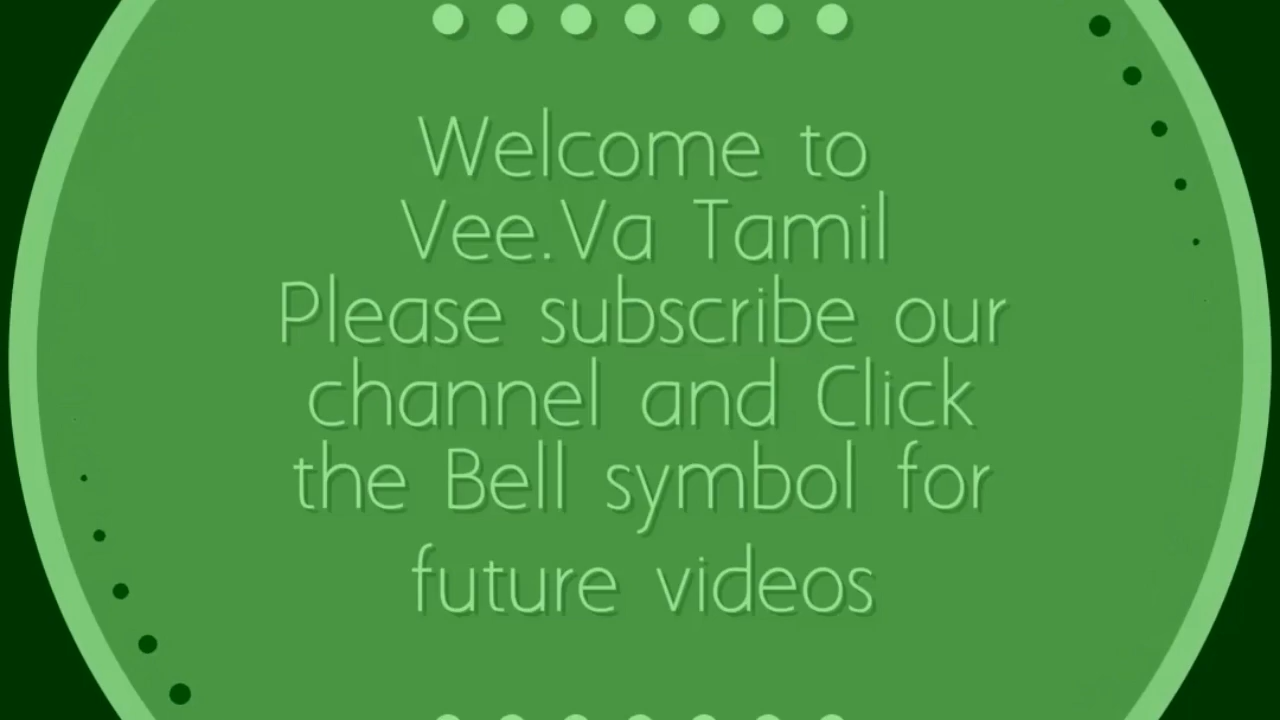 Welcome to
Vee.Va Tamil
Please subscribe our
channel and Click
the Bell symbol for
future videos